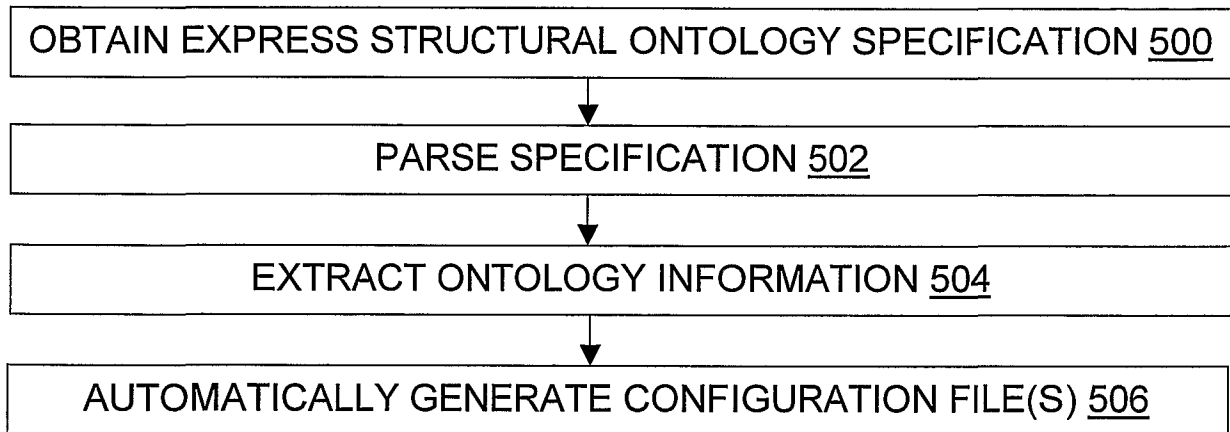 OBTAIN EXPRESS STRUCTURAL ONTOLOGY SPECIFICATION 500
PARSE SPECIFICATION 502
EXTRACT ONTOLOGY INFORMATION 504
AUTOMATICALLY GENERATE CONFIGURATION FILE(S) 506